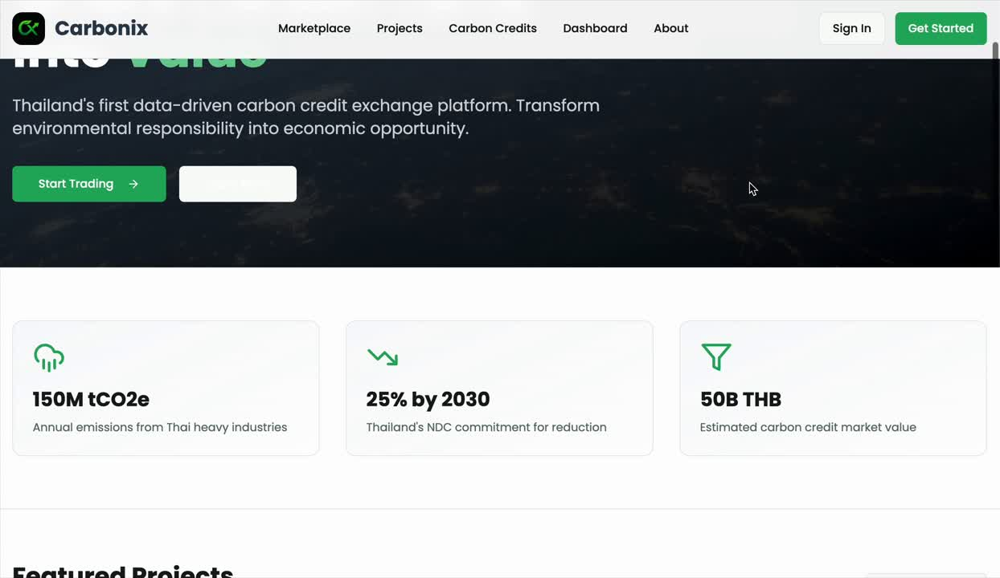 Carbonix
Marketplace
Projects
Carbon Credits
Dashboard
About
Sign In
Get Started
into value
Thailand's first data-driven carbon credit exchange platform. Transform
environmental responsibility into economic opportunity.
Start Trading →
150M tCO2e
Annual emissions from Thai heavy industries
25% by 2030
Thailand's NDC commitment for reduction
50B THB
Estimated carbon credit market value
Featured Projects